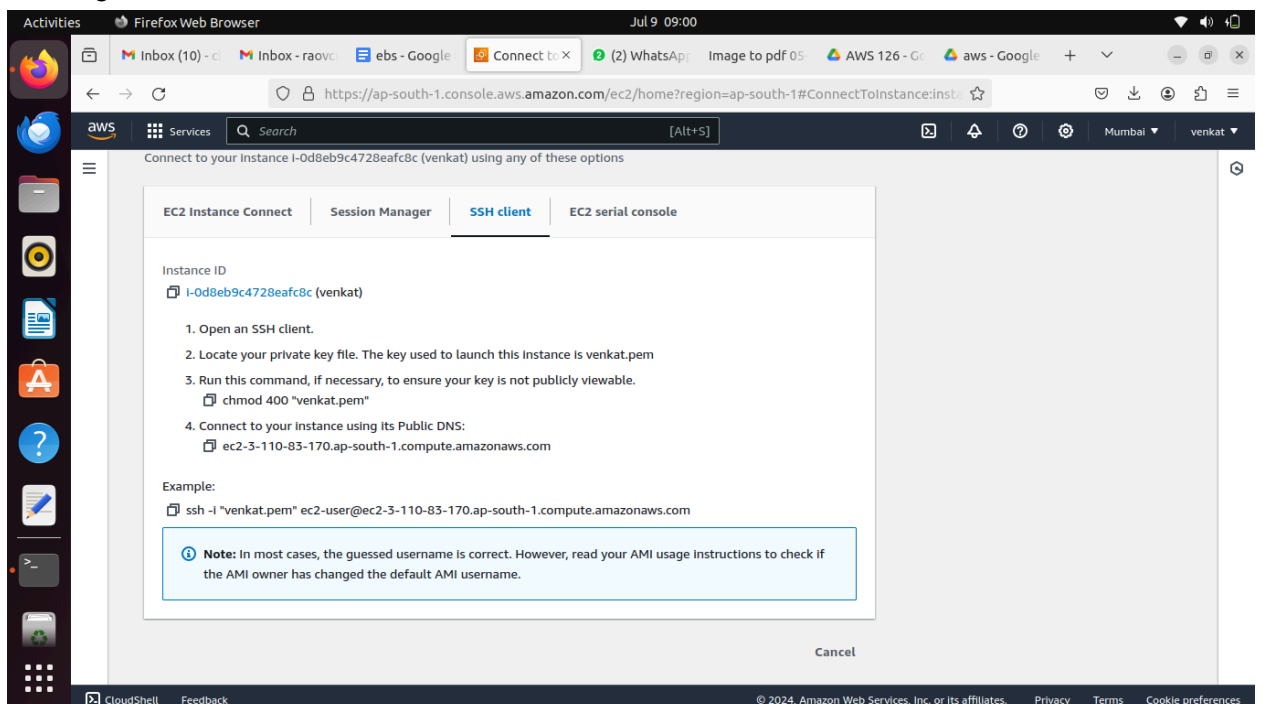 Activities Firefox Web Browser Jul 9 09:00
Inbox (10) - c Inbox - raovc ebs - Google Connect to (2) WhatsAp Image to pdf 05- AWS 126 - Go aws - Google
https://ap-south-1.console.aws.amazon.com/ec2/home?region=ap-south-1#ConnectToInstance:insta
aws Services Search [Alt+S] Mumbai venkat
Connect to your instance i-0d8eb9c4728eafc8c (venkat) using any of these options
EC2 Instance Connect Session Manager SSH client EC2 serial console
Instance ID
i-0d8eb9c4728eafc8c (venkat)
1. Open an SSH client.
2. Locate your private key file. The key used to launch this instance is venkat.pem
3. Run this command, if necessary, to ensure your key is not publicly viewable.
chmod 400 "venkat.pem"
4. Connect to your instance using its Public DNS:
ec2-3-110-83-170.ap-south-1.compute.amazonaws.com
Example:
ssh -i "venkat.pem" ec2-user@ec2-3-110-83-170.ap-south-1.compute.amazonaws.com
Note: In most cases, the guessed username is correct. However, read your AMI usage instructions to check if
the AMI owner has changed the default AMI username.
Cancel
CloudShell Feedback © 2024, Amazon Web Services, Inc. or its affiliates. Privacy Terms Cookie preferences